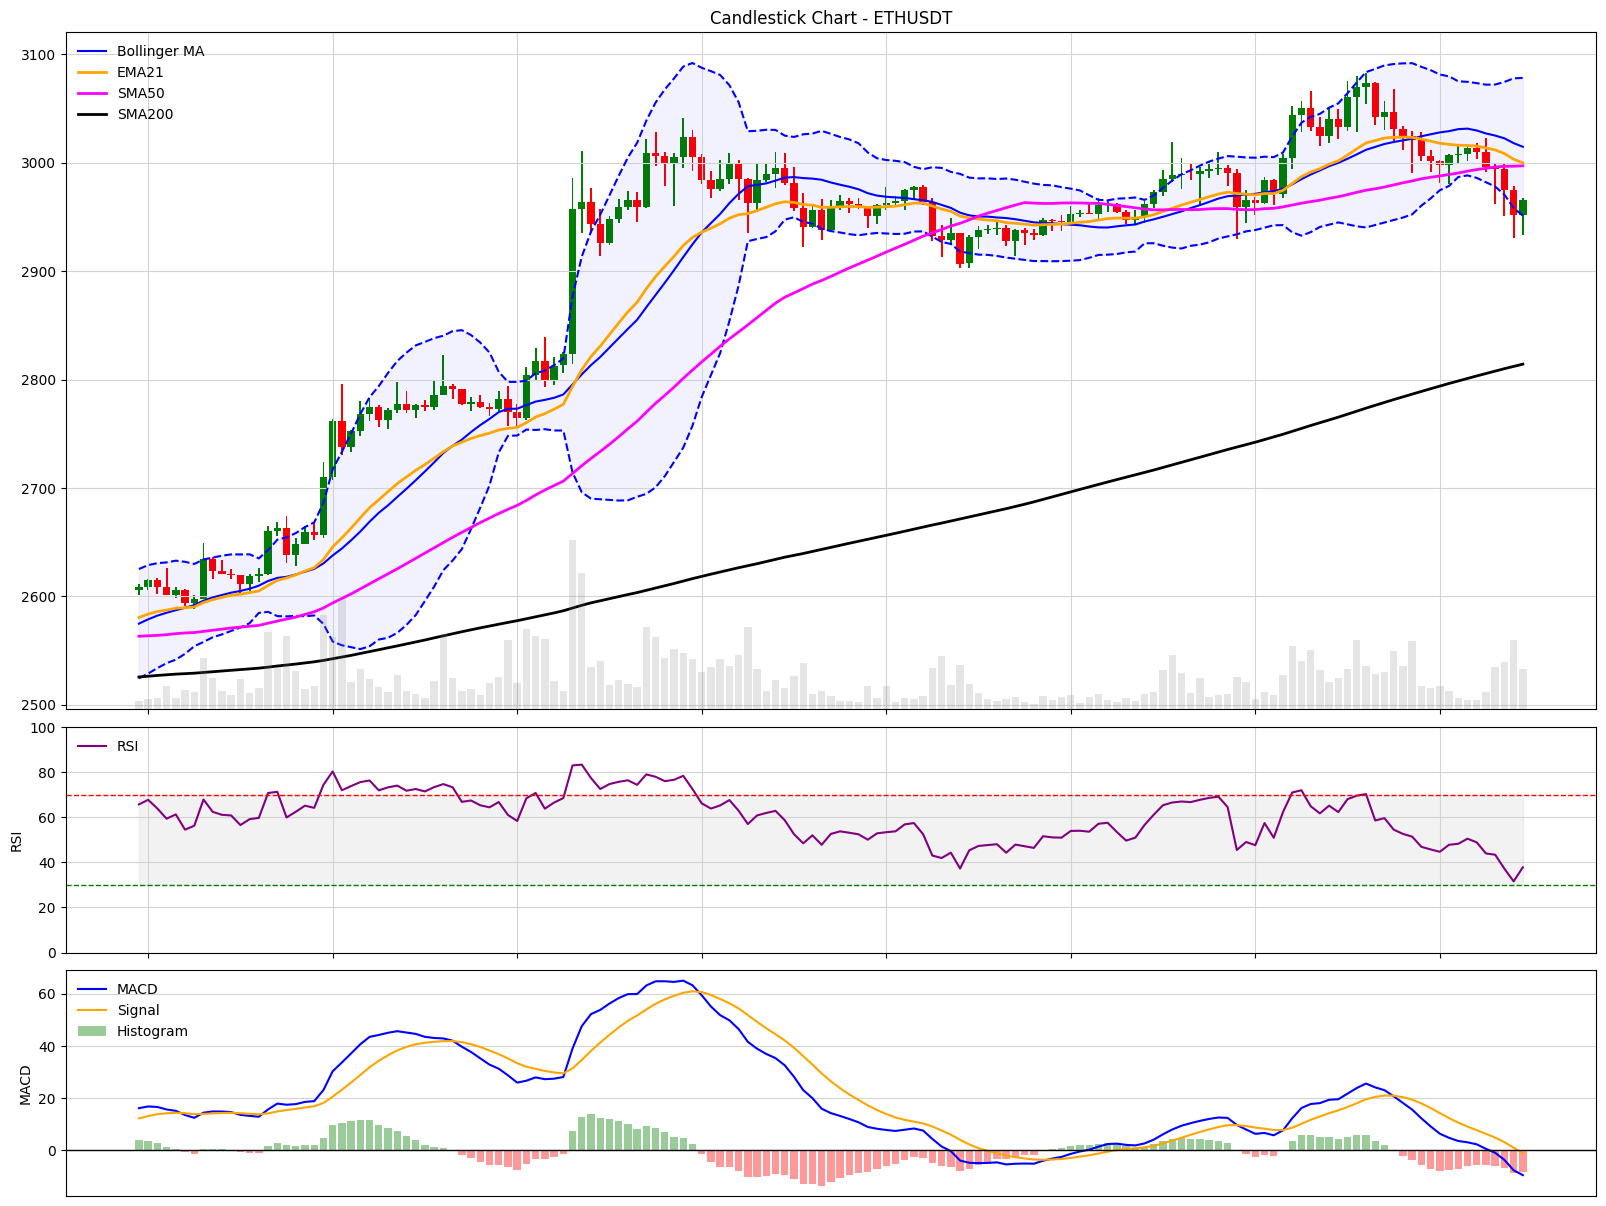 Candlestick Chart - ETHUSDT
Bollinger MA
EMA21
SMA50
SMA200
3100
3000
2900
2800
2700
2600
2500
RSI
RSI
100
80
60
40
20
0
MACD
Signal
Histogram
MACD
60
40
20
0